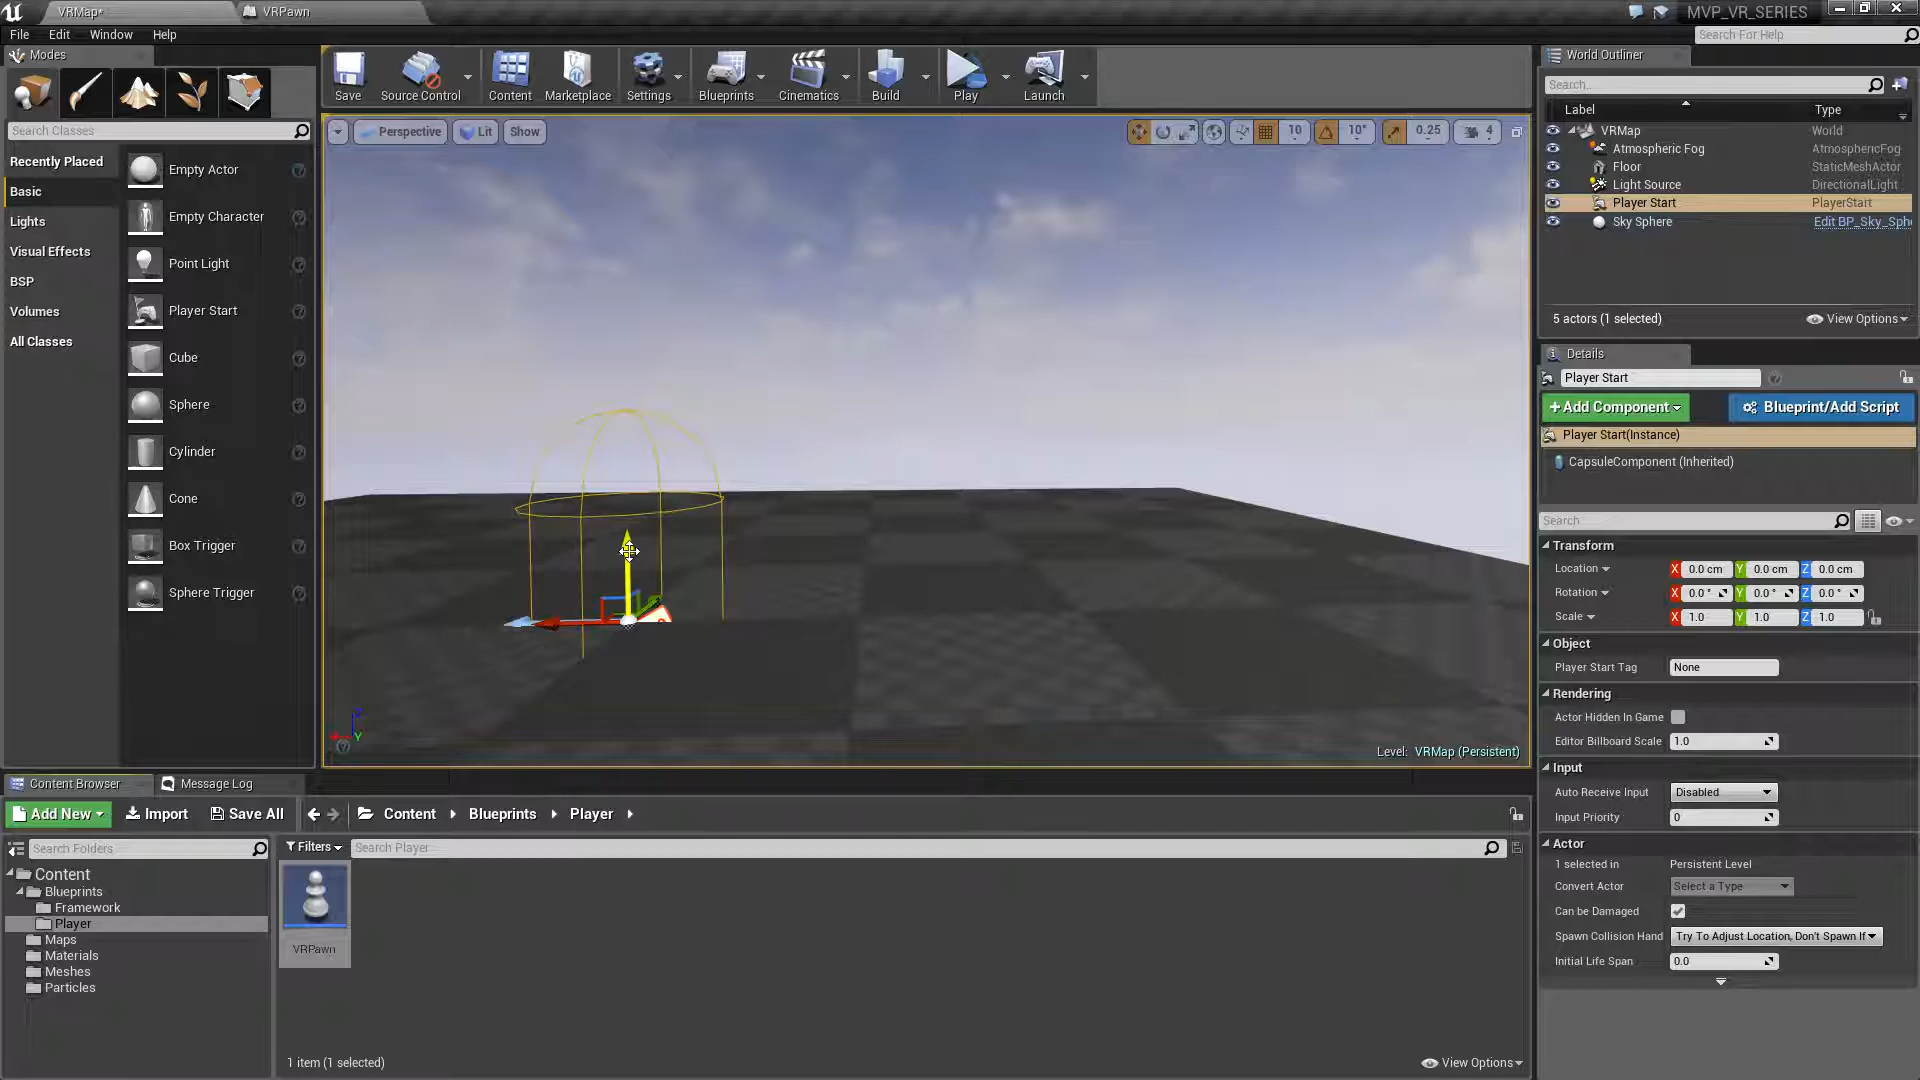 VRMap*
VRPawn
MVP_VR_SERIES
File Edit Window Help
Search For Help
Modes
Save
Source Control
Content
Marketplace
Settings
Blueprints
Cinematics
Build
Play
Launch
Search Classes
Recently Placed
Basic
Lights
Visual Effects
BSP
Volumes
All Classes
Empty Actor
Empty Character
Point Light
Player Start
Cube
Sphere
Cylinder
Cone
Box Trigger
Sphere Trigger
Perspective Lit Show
10 10° 0.25 4
Level: VRMap (Persistent)
World Outliner
Search...
Label Type
VRMap World
Atmospheric Fog AtmosphericFog
Floor StaticMeshActor
Light Source DirectionalLight
Player Start PlayerStart
Sky Sphere Edit BP_Sky_Sph
5 actors (1 selected) View Options
Details
Player Start
+Add Component Blueprint/Add Script
Player Start(Instance)
CapsuleComponent (Inherited)
Search
Transform
Location X 0.0 cm Y 0.0 cm Z 0.0 cm
Rotation X 0.0 ° Y 0.0 ° Z 0.0 °
Scale X 1.0 Y 1.0 Z 1.0
Object
Player Start Tag None
Rendering
Actor Hidden In Game
Editor Billboard Scale 1.0
Input
Auto Receive Input Disabled
Input Priority 0
Actor
1 selected in Persistent Level
Convert Actor Select a Type
Can be Damaged
Spawn Collision Hand Try To Adjust Location, Don't Spawn If
Initial Life Span 0.0
Content Browser
Message Log
Add New Import Save All Content Blueprints Player
Search Folders
Filters Search Player
Content
Blueprints
Framework
Player
Maps
Materials
Meshes
Particles
VRPawn
1 item (1 selected) View Options